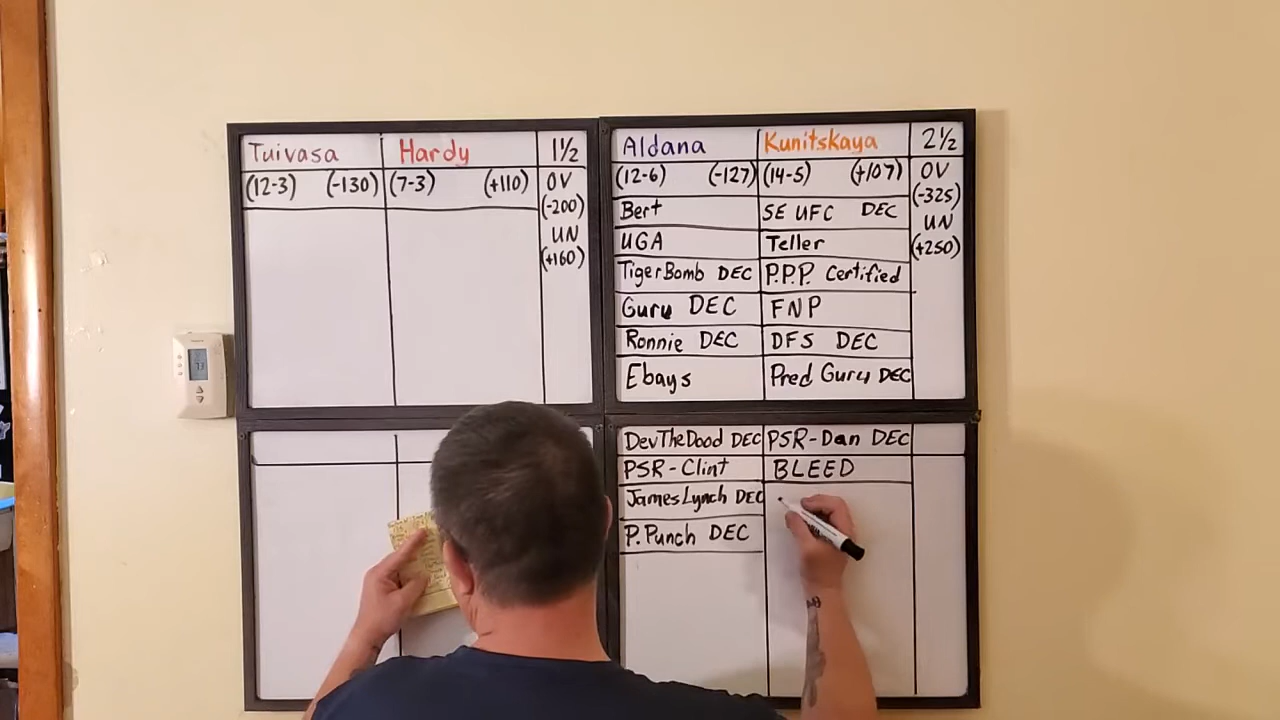 Tuivasa Hardy 1½
(12-3) (-130) (7-3) (+110) OV
(-200)
UN
(+160)
Aldana Kunitskaya 2½
(12-6) (-127) (14-5) (+107) OV
(-325)
UN
(+250)
Bert SE UFC DEC
UGA Teller
TigerBomb DEC P.P.P. Certified
Guru DEC FNP
Ronnie DEC DFS DEC
Ebays Pred Guru DEC
DevTheDood DEC PSR-Dan DEC
PSR-Clint BLEED
JamesLynch DEC
P.Punch DEC
73